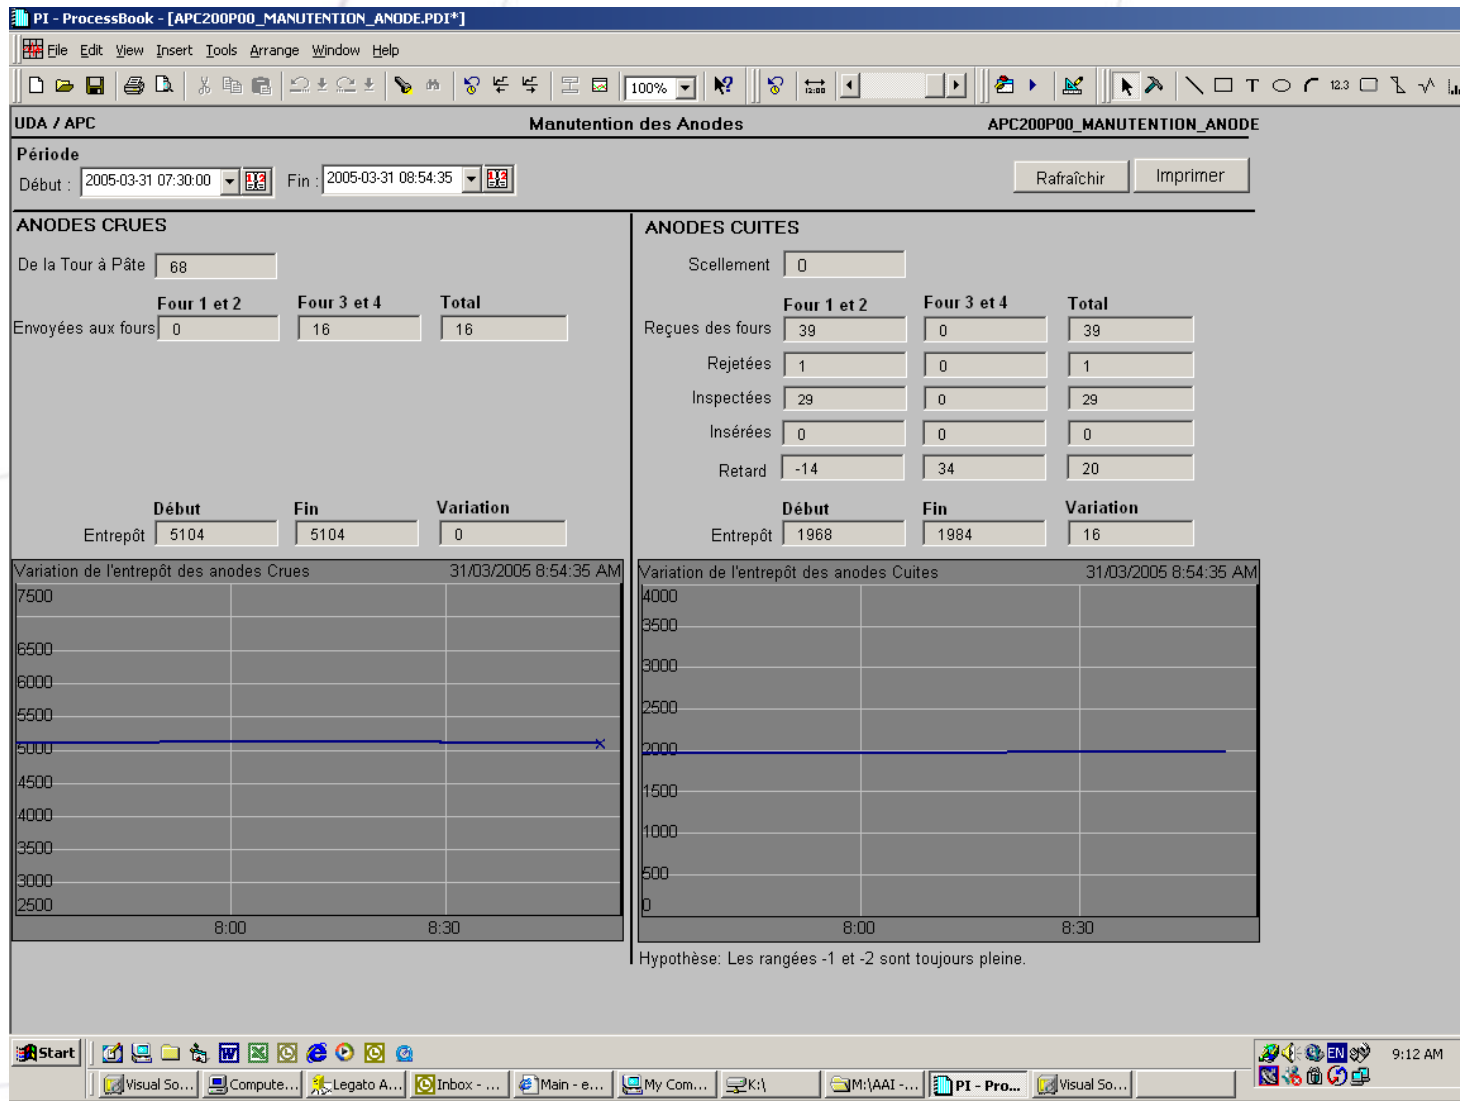 PI - ProcessBook - [APC200P00_MANUTENTION_ANODE.PDI*]
File Edit View Insert Tools Arrange Window Help
100%
12:00
T
12.3
UDA / APC Manutention des Anodes APC200P00_MANUTENTION_ANODE
Période
Début : 2005-03-31 07:30:00 Fin : 2005-03-31 08:54:35 Rafraîchir Imprimer
ANODES CRUES
De la Tour à Pâte 68
Four 1 et 2 Four 3 et 4 Total
Envoyées aux fours 0 16 16
Début Fin Variation
Entrepôt 5104 5104 0
Variation de l'entrepôt des anodes Crues 31/03/2005 8:54:35 AM
7500
6500
6000
5500
5000
4500
4000
3500
3000
2500
8:00 8:30
ANODES CUITES
Scellement 0
Four 1 et 2 Four 3 et 4 Total
Reçues des fours 39 0 39
Rejetées 1 0 1
Inspectées 29 0 29
Insérées 0 0 0
Retard -14 34 20
Début Fin Variation
Entrepôt 1968 1984 16
Variation de l'entrepôt des anodes Cuites 31/03/2005 8:54:35 AM
4000
3500
3000
2500
2000
1500
1000
500
0
8:00 8:30
Hypothèse: Les rangées -1 et -2 sont toujours pleine.
Start EN 9:12 AM
Visual So... Compute... Legato A... Inbox - ... Main - e... My Com... K:\ M:\AAI -... PI - Pro... Visual So...